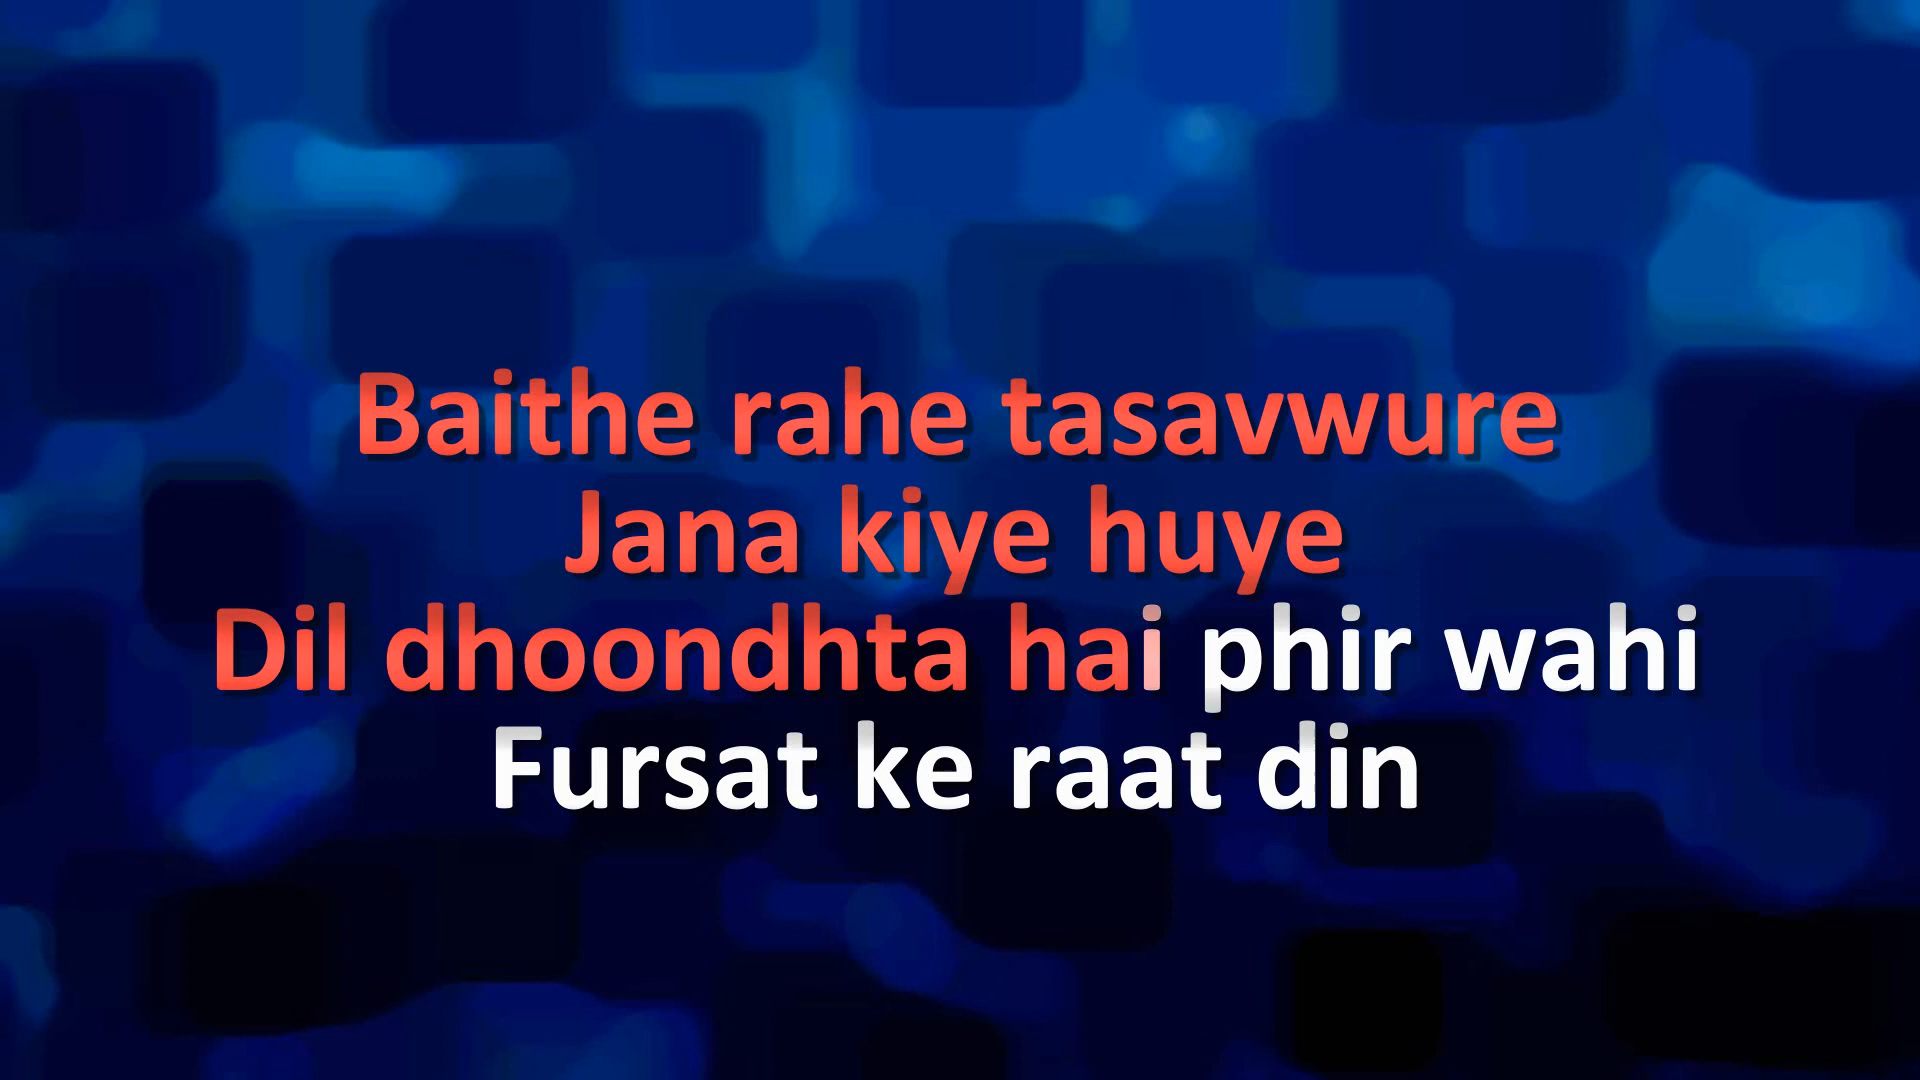 Baithe rahe tasavwure
Jana kiye huye
Dil dhoondhta hai phir wahi
Fursat ke raat din